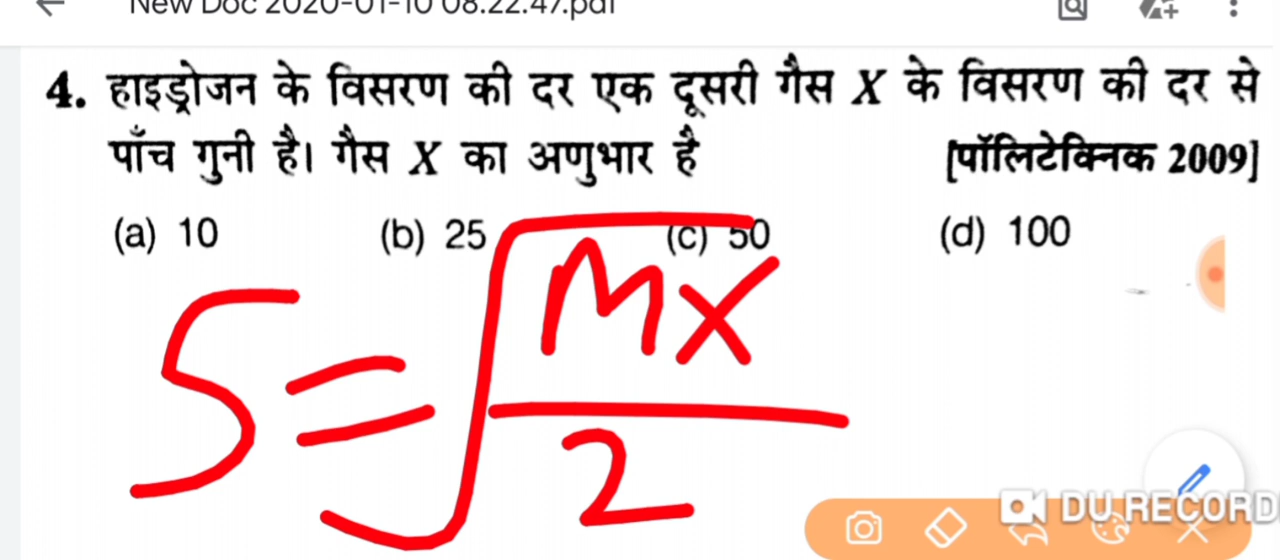 New Doc 2020-01-10 08.22.47.pdf
4. हाइड्रोजन के विसरण की दर एक दूसरी गैस X के विसरण की दर से
पाँच गुनी है। गैस X का अणुभार है [पॉलिटेक्निक 2009]
(a) 10 (b) 25 (c) 50 (d) 100
5 = √
MX
2
DU RECORD